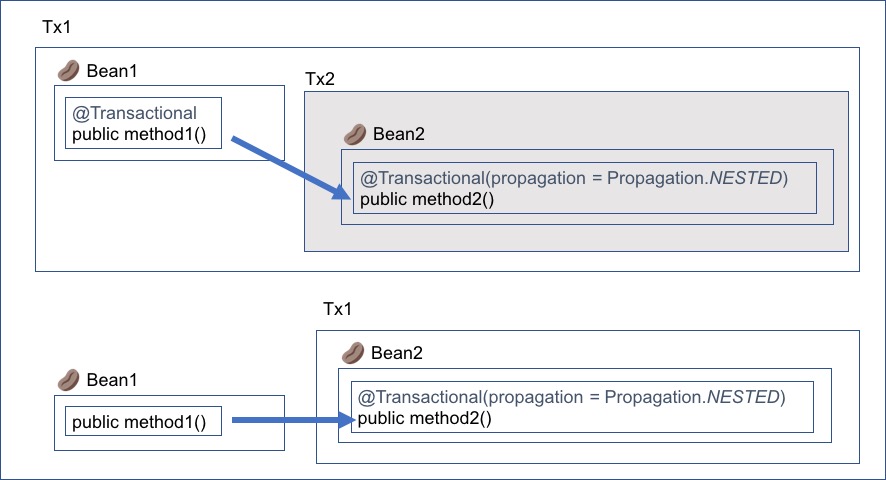 Tx1
Bean1
@Transactional
public method1()
Tx2
Bean2
@Transactional(propagation = Propagation.NESTED)
public method2()
Tx1
Bean1
public method1()
Bean2
@Transactional(propagation = Propagation.NESTED)
public method2()